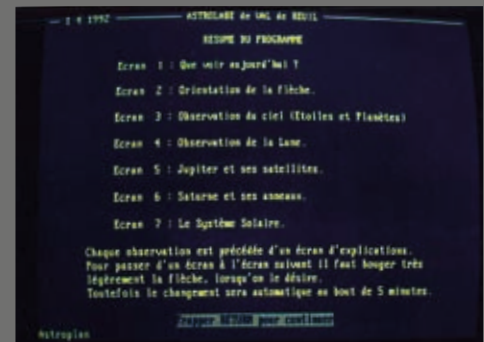 1 6 1992 ASTROLABE de VAL de REUIL
RESUME DU PROGRAMME
Ecran 1 : Que voir aujourd'hui ?
Ecran 2 : Orientation de la flèche.
Ecran 3 : Observation du ciel (Etoiles et Planètes)
Ecran 4 : Observation de la Lune.
Ecran 5 : Jupiter et ses satellites.
Ecran 6 : Saturne et ses anneaux.
Ecran 7 : Le Système Solaire.
Chaque observation est précédée d'un écran d'explications.
Pour passer d'un écran à l'écran suivant il faut bouger très
légèrement la flèche, lorsqu'on le désire.
Toutefois le changement sera automatique au bout de 5 minutes.
Frapper RETURN pour continuer
Astroplan